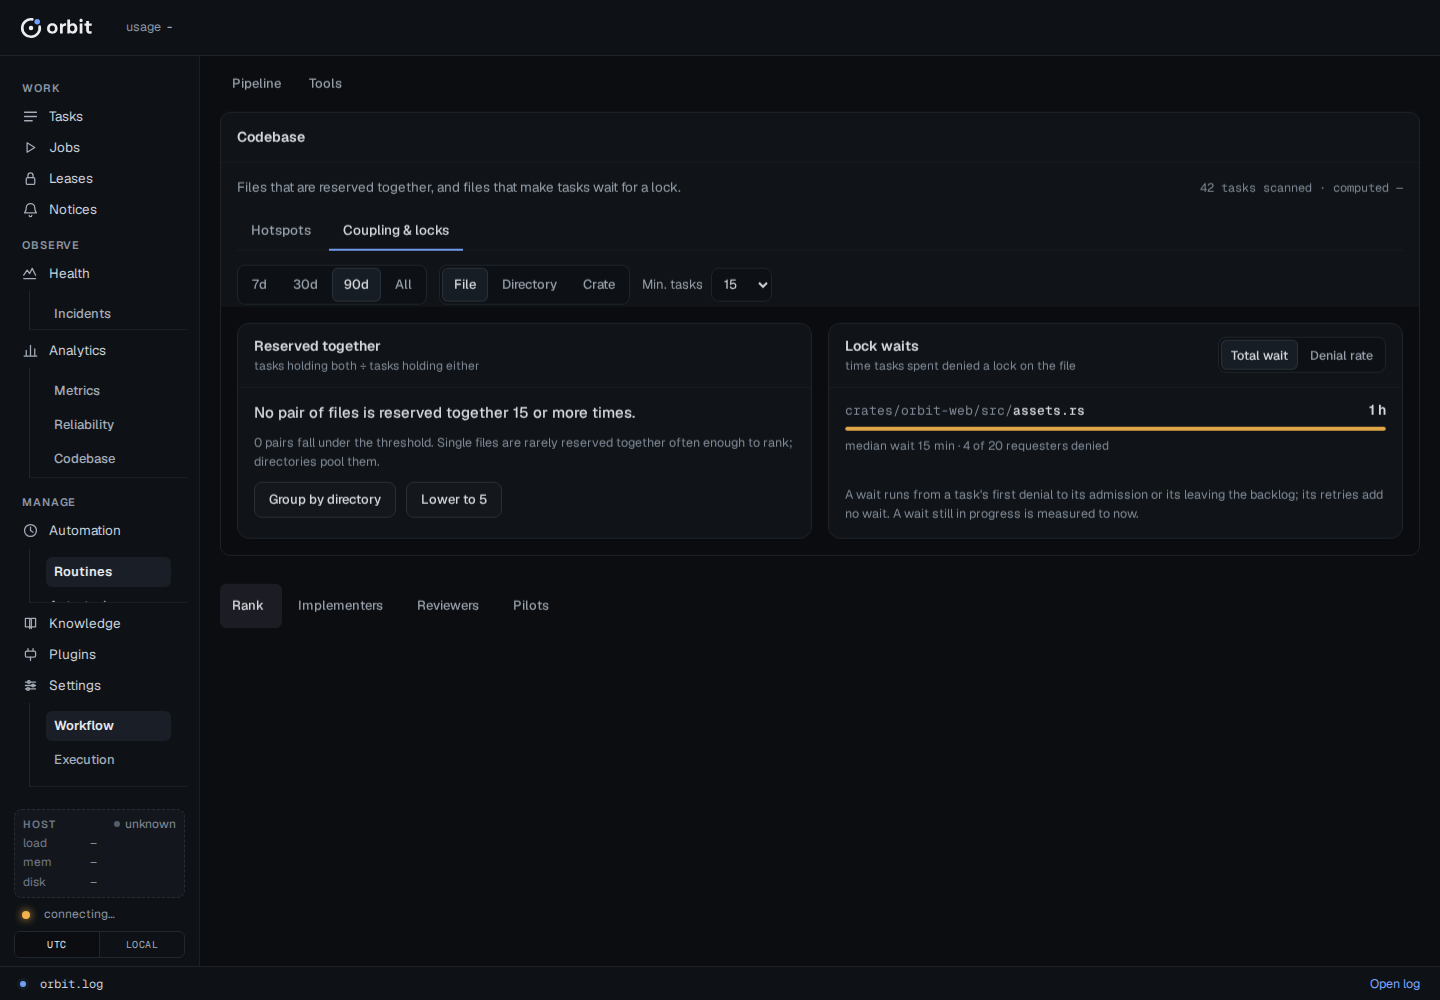 orbit
usage –
WORK
Tasks
Jobs
Leases
Notices
OBSERVE
Health
Incidents
Analytics
Metrics
Reliability
Codebase
MANAGE
Automation
Routines
Knowledge
Plugins
Settings
Workflow
Execution
HOST unknown
load –
mem –
disk –
connecting…
UTC LOCAL
Pipeline Tools
Codebase
Files that are reserved together, and files that make tasks wait for a lock.
42 tasks scanned · computed —
Hotspots Coupling & locks
7d 30d 90d All File Directory Crate Min. tasks 15
Reserved together
tasks holding both ÷ tasks holding either
No pair of files is reserved together 15 or more times.
0 pairs fall under the threshold. Single files are rarely reserved together often enough to rank;
directories pool them.
Group by directory Lower to 5
Lock waits
time tasks spent denied a lock on the file
Total wait Denial rate
crates/orbit-web/src/assets.rs 1 h
median wait 15 min · 4 of 20 requesters denied
A wait runs from a task's first denial to its admission or its leaving the backlog; its retries add
no wait. A wait still in progress is measured to now.
Rank Implementers Reviewers Pilots
orbit.log
Open log